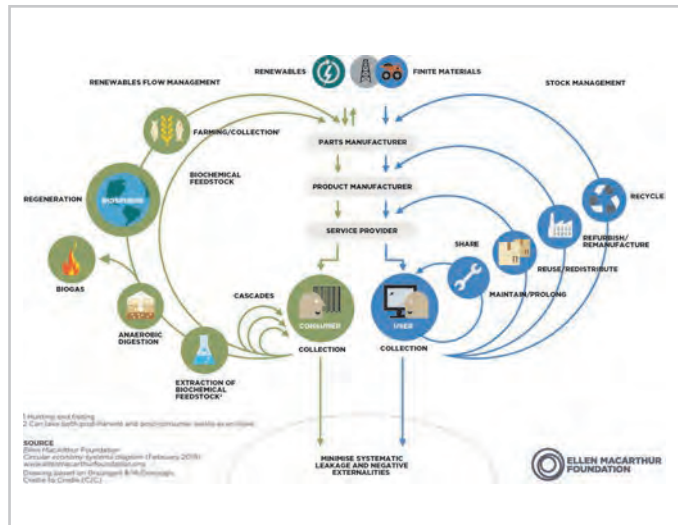 RENEWABLES
FINITE MATERIALS
RENEWABLES FLOW MANAGEMENT
STOCK MANAGEMENT
FARMING/COLLECTION¹
PARTS MANUFACTURER
BIOCHEMICAL
FEEDSTOCK
PRODUCT MANUFACTURER
REGENERATION
BIOSPHERE
RECYCLE
SERVICE PROVIDER
SHARE
REFURBISH/
REMANUFACTURE
REUSE/REDISTRIBUTE
BIOGAS
CASCADES
MAINTAIN/PROLONG
CONSUMER
USER
ANAEROBIC
DIGESTION
COLLECTION
COLLECTION
EXTRACTION OF
BIOCHEMICAL
FEEDSTOCK²
1 Hunting and fishing
2 Can take both post-harvest and post-consumer waste as an input
SOURCE
Ellen MacArthur Foundation
Circular economy systems diagram (February 2019)
www.ellenmacarthurfoundation.org
Drawing based on Braungart & McDonough,
Cradle to Cradle (C2C)
MINIMISE SYSTEMATIC
LEAKAGE AND NEGATIVE
EXTERNALITIES
ELLEN MACARTHUR
FOUNDATION